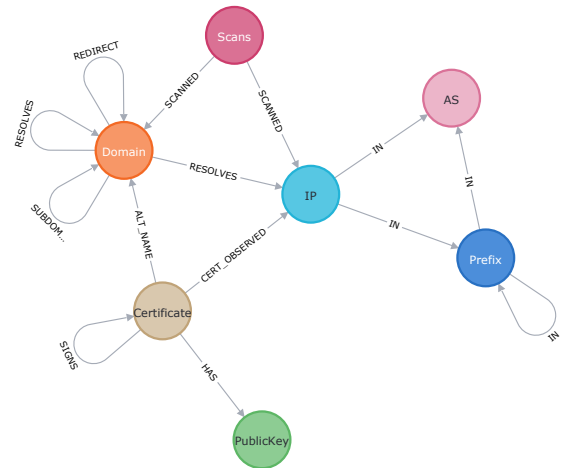 Scans
REDIRECT
SCANNED
SCANNED
AS
RESOLVES
Domain
IN
RESOLVES
IP
SUBDOM...
IN
IN
ALT_NAME
CERT_OBSERVED
Prefix
Certificate
IN
SIGNS
HAS
PublicKey